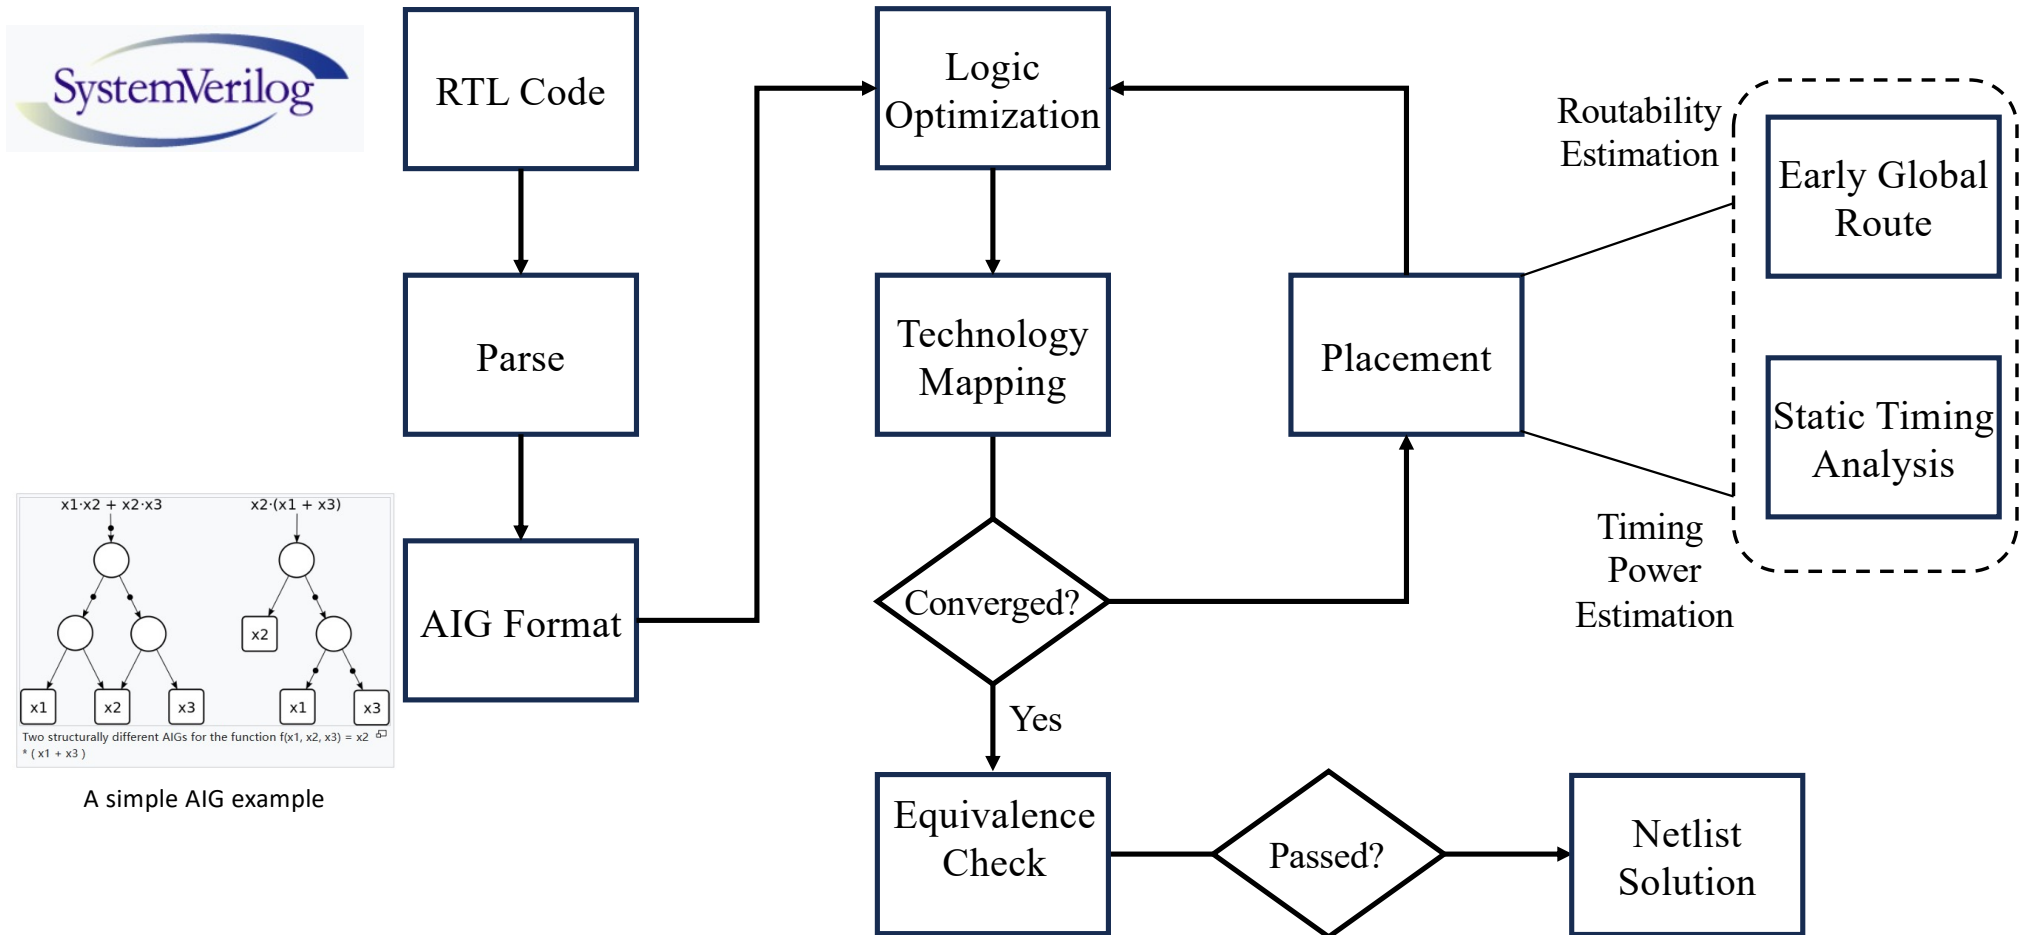 SystemVerilog
RTL Code
Parse
AIG Format
x1·x2 + x2·x3
x2·(x1 + x3)
x2
x1
x2
x3
x1
x3
Two structurally different AIGs for the function f(x1, x2, x3) = x2
* ( x1 + x3 )
A simple AIG example
Logic
Optimization
Technology
Mapping
Converged?
Yes
Equivalence
Check
Passed?
Netlist
Solution
Placement
Routability
Estimation
Early Global
Route
Static Timing
Analysis
Timing
Power
Estimation